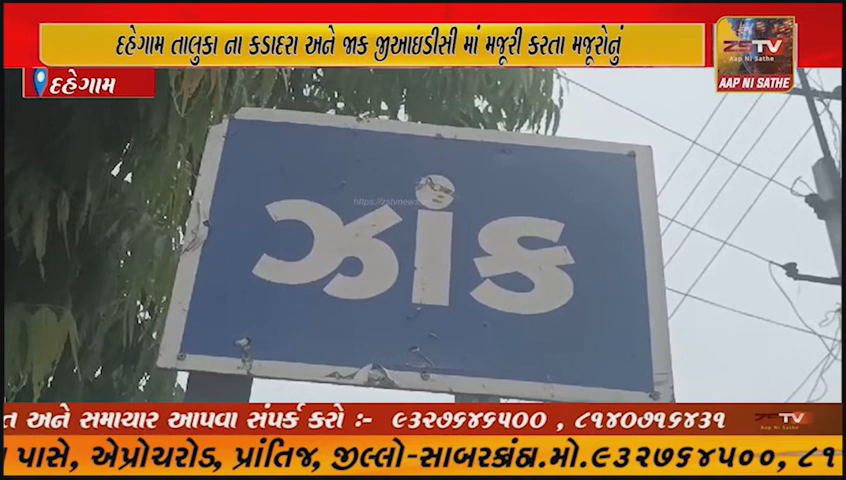 દહેગામ તાલુકા ના કડાદરા અને જાક જીઆઇડીસી માં મજૂરી કરતા મજૂરોનું
ZSTV
Aap Ni Sathe
AAP NI SATHE
દહેગામ
https://zstvnews.
ઝાંક
ત અને સમાચાર આપવા સંપર્ક કરો :- ૯૩૨૭૬૪૬૫૦૦ , ૮૧૪૦૭૧૬૪૩૧
ZSTV
Aap Ni Sathe
પાસે, એપ્રોચરોડ, પ્રાંતિજ, જીલ્લો-સાબરકાંઠા.મો.૯૩૨૭૬૪૫૦૦, ૮૧